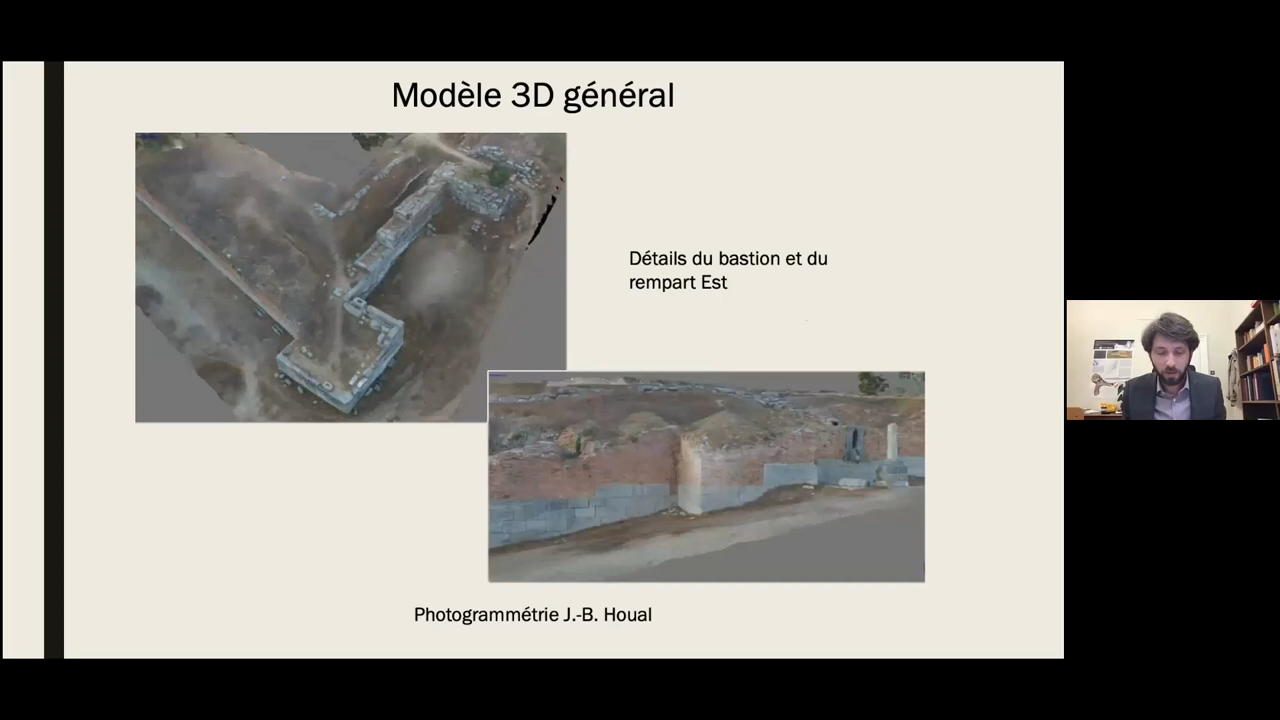 Modèle 3D général
Détails du bastion et du
rempart Est
Photogrammétrie J.-B. Houal